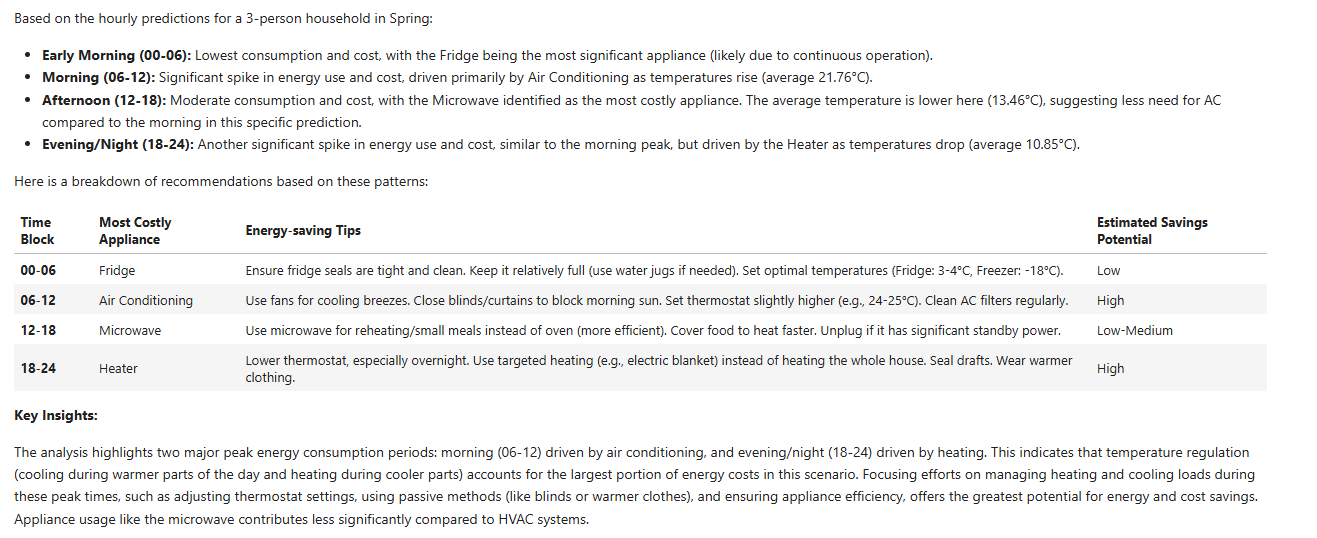 Based on the hourly predictions for a 3-person household in Spring:
• Early Morning (00-06): Lowest consumption and cost, with the Fridge being the most significant appliance (likely due to continuous operation).
• Morning (06-12): Significant spike in energy use and cost, driven primarily by Air Conditioning as temperatures rise (average 21.76°C).
• Afternoon (12-18): Moderate consumption and cost, with the Microwave identified as the most costly appliance. The average temperature is lower here (13.46°C), suggesting less need for AC
compared to the morning in this specific prediction.
• Evening/Night (18-24): Another significant spike in energy use and cost, similar to the morning peak, but driven by the Heater as temperatures drop (average 10.85°C).
Here is a breakdown of recommendations based on these patterns:
Time Block Most Costly Appliance Energy-saving Tips Estimated Savings Potential
00-06 Fridge Ensure fridge seals are tight and clean. Keep it relatively full (use water jugs if needed). Set optimal temperatures (Fridge: 3-4°C, Freezer: -18°C). Low
06-12 Air Conditioning Use fans for cooling breezes. Close blinds/curtains to block morning sun. Set thermostat slightly higher (e.g., 24-25°C). Clean AC filters regularly. High
12-18 Microwave Use microwave for reheating/small meals instead of oven (more efficient). Cover food to heat faster. Unplug if it has significant standby power. Low-Medium
18-24 Heater Lower thermostat, especially overnight. Use targeted heating (e.g., electric blanket) instead of heating the whole house. Seal drafts. Wear warmer
clothing. High
Key Insights:
The analysis highlights two major peak energy consumption periods: morning (06-12) driven by air conditioning, and evening/night (18-24) driven by heating. This indicates that temperature regulation
(cooling during warmer parts of the day and heating during cooler parts) accounts for the largest portion of energy costs in this scenario. Focusing efforts on managing heating and cooling loads during
these peak times, such as adjusting thermostat settings, using passive methods (like blinds or warmer clothes), and ensuring appliance efficiency, offers the greatest potential for energy and cost savings.
Appliance usage like the microwave contributes less significantly compared to HVAC systems.